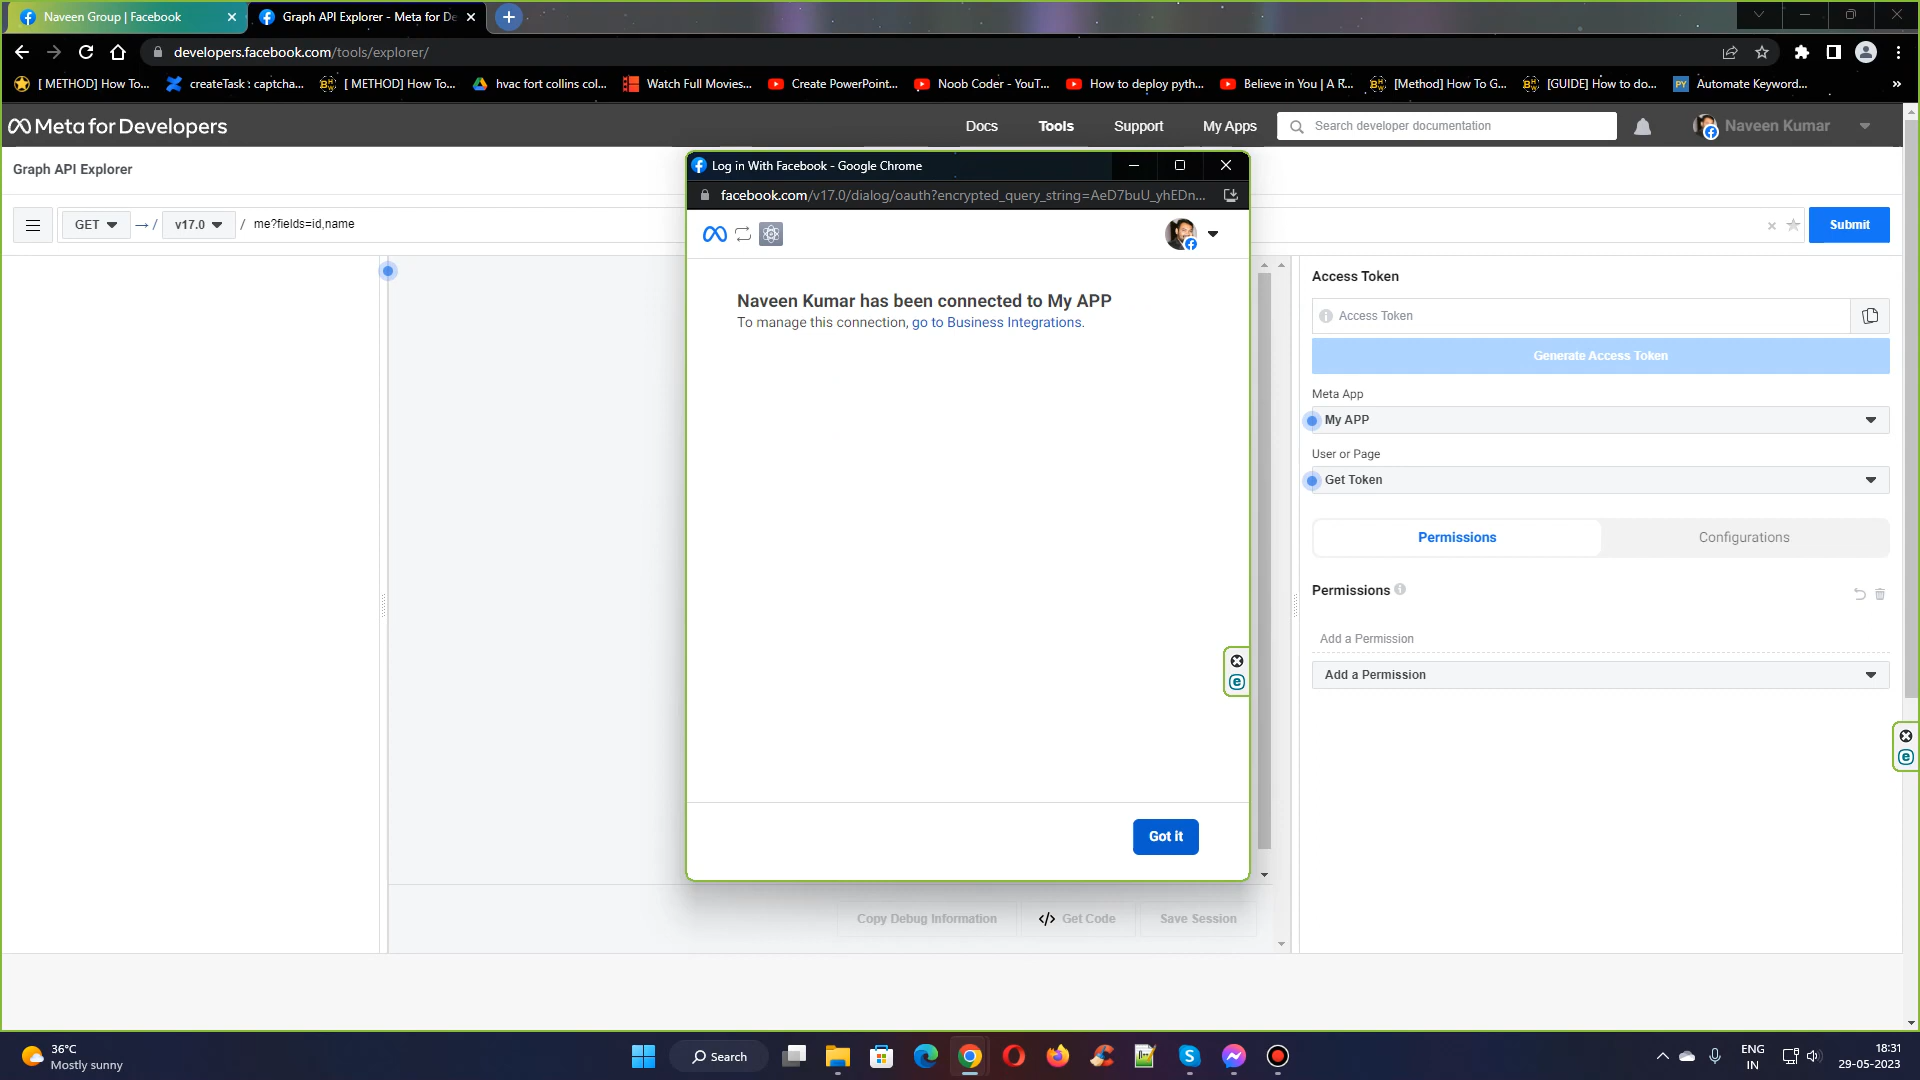 Naveen Group | Facebook
Graph API Explorer - Meta for De
developers.facebook.com/tools/explorer/
[ METHOD] How To...
createTask : captcha...
[ METHOD] How To...
hvac fort collins col...
Watch Full Movies...
Create PowerPoint...
Noob Coder - YouT...
How to deploy pyth...
Believe in You | A R...
[Method] How To G...
[GUIDE] How to do...
PY Automate Keyword...
»
Meta for Developers
Docs
Tools
Support
My Apps
Search developer documentation
Naveen Kumar
Graph API Explorer
Log in With Facebook - Google Chrome
facebook.com/v17.0/dialog/oauth?encrypted_query_string=AeD7buU_yhEDn...
GET
→ /
v17.0
/
me?fields=id,name
Submit
Naveen Kumar has been connected to My APP
To manage this connection, go to Business Integrations.
Got it
Access Token
Access Token
Generate Access Token
Meta App
My APP
User or Page
Get Token
Permissions
Configurations
Permissions
Add a Permission
Add a Permission
Copy Debug Information
</> Get Code
Save Session
36°C
Mostly sunny
Search
ENG
IN
18:31
29-05-2023